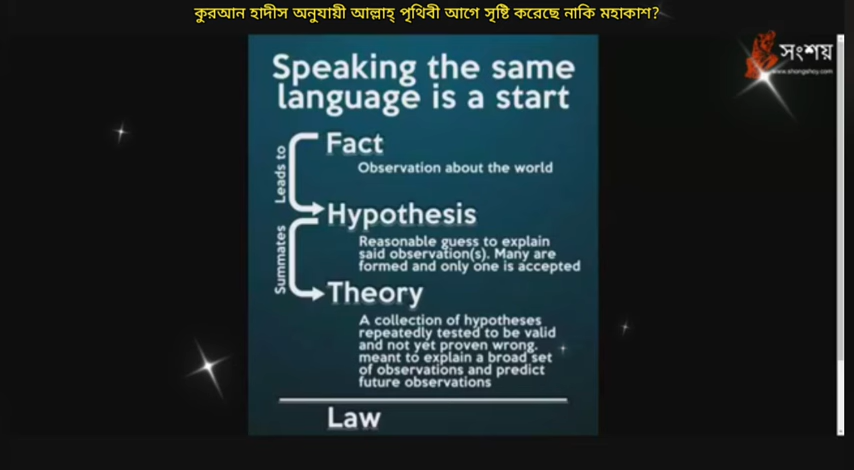 কুরআন হাদীস অনুযায়ী আল্লাহ্ পৃথিবী আগে সৃষ্টি করেছে নাকি মহাকাশ?
সংশয়
www.shongshoy.com
Speaking the same
language is a start
Leads to
Fact
Observation about the world
Summates
Hypothesis
Reasonable guess to explain
said observation(s). Many are
formed and only one is accepted
Theory
A collection of hypotheses
repeatedly tested to be valid
and not yet proven wrong.
meant to explain a broad set
of observations and predict
future observations
Law